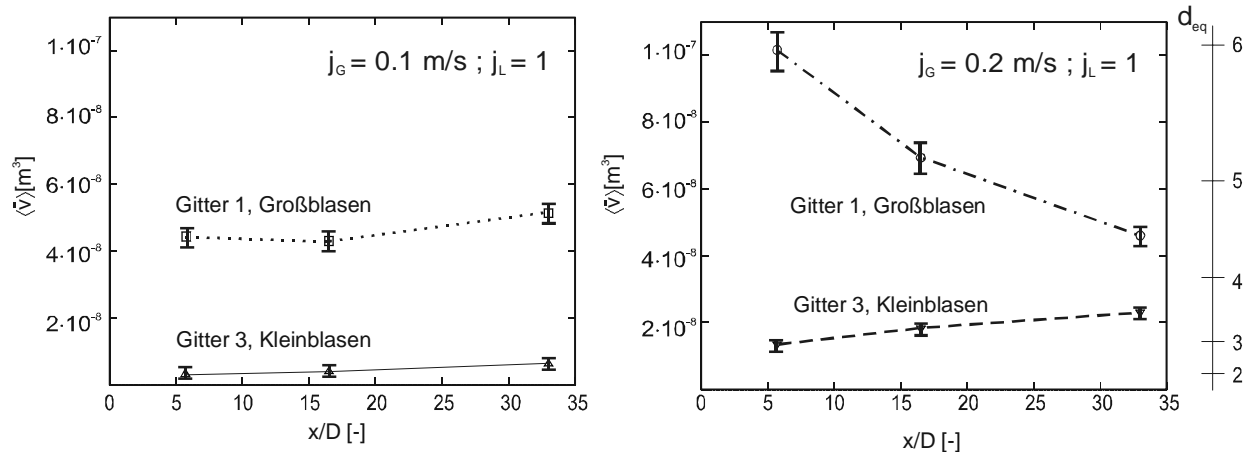 1·10⁻⁷
8·10⁻⁸
6·10⁻⁸
4·10⁻⁸
2·10⁻⁸
⟨v̄⟩[m³]
j_G = 0.1 m/s ; j_L = 1
Gitter 1, Großblasen
Gitter 3, Kleinblasen
0 5 10 15 20 25 30 35
x/D [-]
1·10⁻⁷
8·10⁻⁸
6·10⁻⁸
4·10⁻⁸
2·10⁻⁸
⟨v̄⟩[m³]
j_G = 0.2 m/s ; j_L = 1
Gitter 1, Großblasen
Gitter 3, Kleinblasen
0 5 10 15 20 25 30 35
x/D [-]
d_eq
6
5
4
3
2